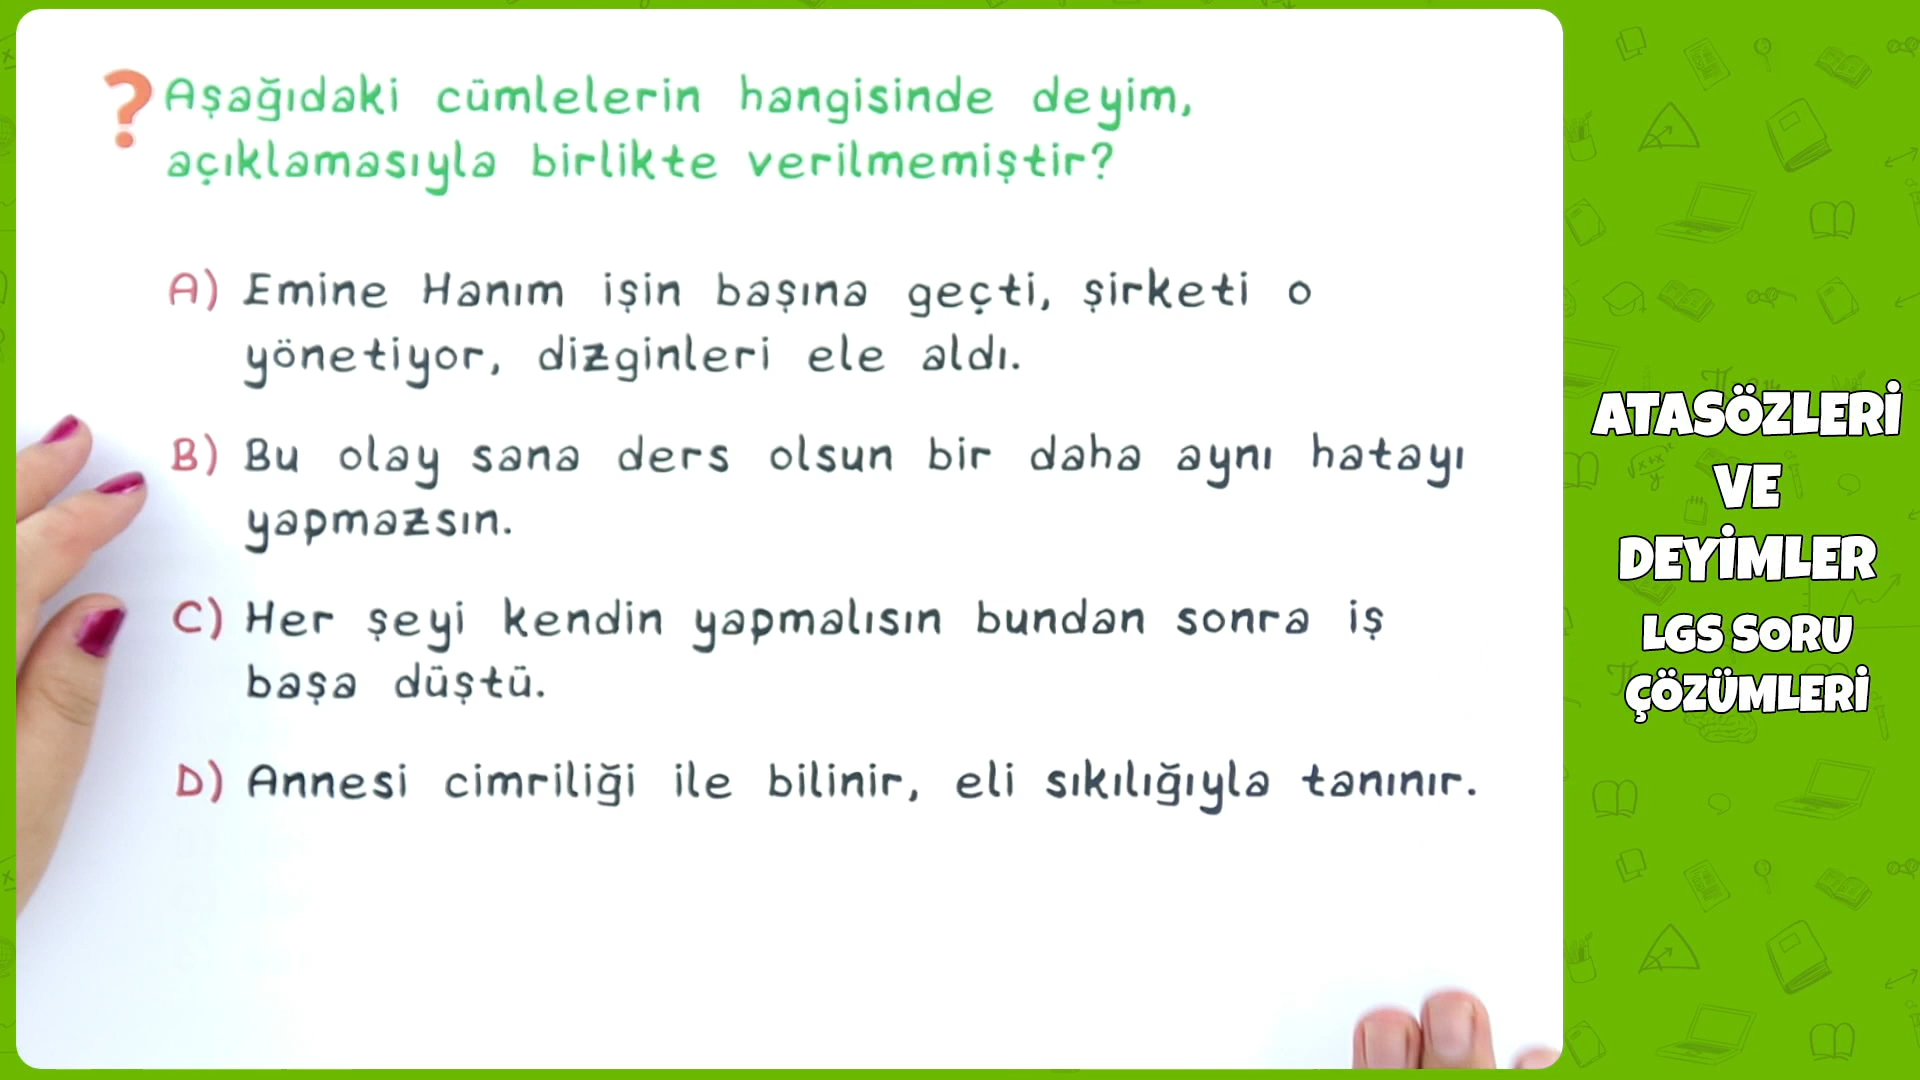 ? Aşağıdaki cümlelerin hangisinde deyim,
açıklamasıyla birlikte verilmemiştir?
A) Emine Hanım işin başına geçti, şirketi o
yönetiyor, dizginleri ele aldı.
B) Bu olay sana ders olsun bir daha aynı hatayı
yapmazsın.
C) Her şeyi kendin yapmalısın bundan sonra iş
başa düştü.
D) Annesi cimriliği ile bilinir, eli sıkılığıyla tanınır.
ATASÖZLERİ
VE
DEYİMLER
LGS SORU
ÇÖZÜMLERİ